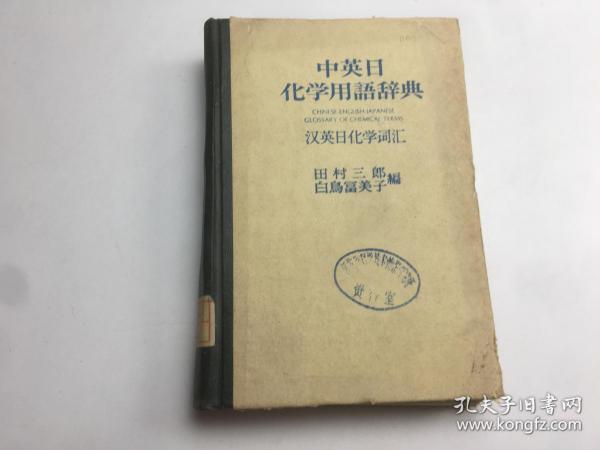 中英日
化学用語辞典
CHINESE-ENGLISH-JAPANESE
GLOSSARY OF CHEMICAL TERMS
汉英日化学词汇
田村三郎
白鳥冨美子 編
孔夫子旧书网
www.kongfz.com